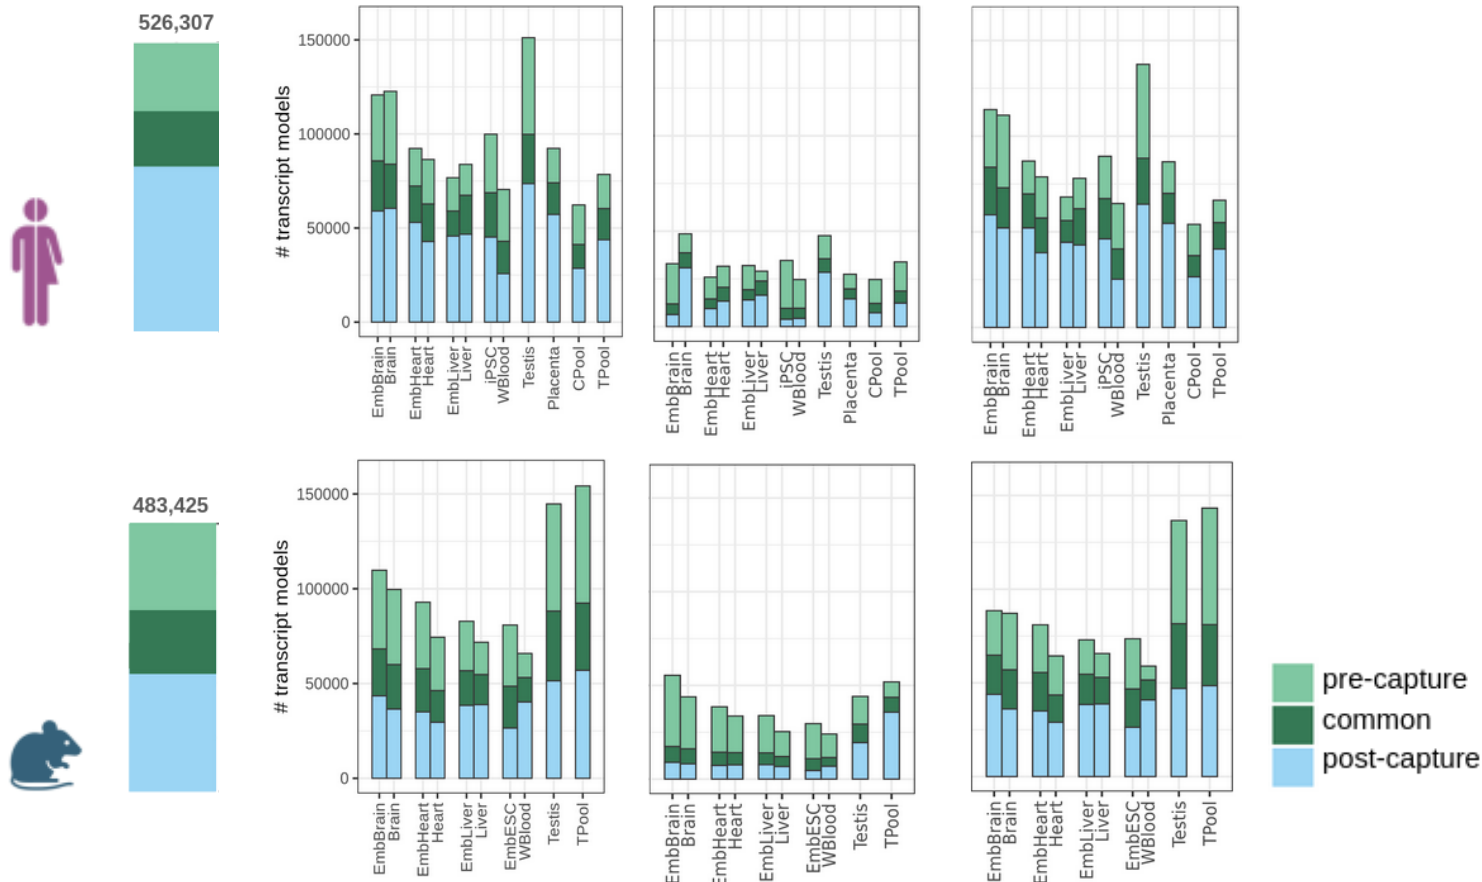 526,307
# transcript models
150000
100000
50000
0
EmbBrain
Brain
EmbHeart
Heart
EmbLiver
Liver
iPSC
WBlood
Testis
Placenta
CPool
TPool
EmbBrain
Brain
EmbHeart
Heart
EmbLiver
Liver
iPSC
WBlood
Testis
Placenta
CPool
TPool
EmbBrain
Brain
EmbHeart
Heart
EmbLiver
Liver
iPSC
WBlood
Testis
Placenta
CPool
TPool
483,425
# transcript models
150000
100000
50000
0
EmbBrain
Brain
EmbHeart
Heart
EmbLiver
Liver
EmbESC
WBlood
Testis
TPool
EmbBrain
Brain
EmbHeart
Heart
EmbLiver
Liver
EmbESC
WBlood
Testis
TPool
EmbBrain
Brain
EmbHeart
Heart
EmbLiver
Liver
EmbESC
WBlood
Testis
TPool
pre-capture
common
post-capture